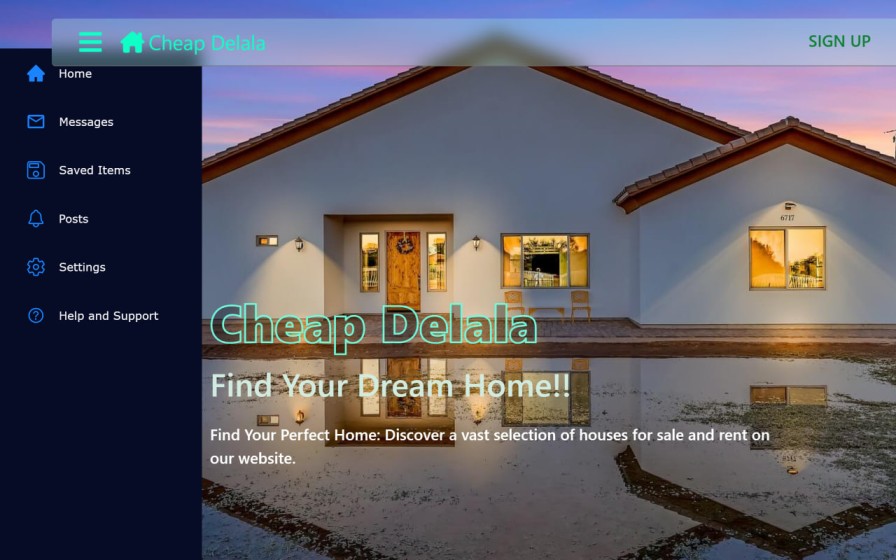 Cheap Delala
SIGN UP
Home
Messages
Saved Items
Posts
Settings
Help and Support
6717
Cheap Delala
Find Your Dream Home!!
Find Your Perfect Home: Discover a vast selection of houses for sale and rent on
our website.